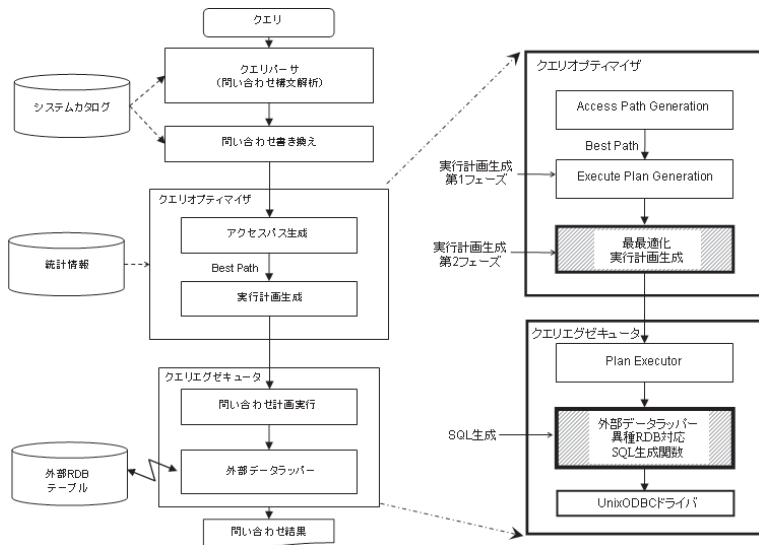 クエリ
クエリパーサ
(問い合わせ構文解析)
システムカタログ
問い合わせ書き換え
クエリオプティマイザ
アクセスパス生成
Best Path
実行計画生成
統計情報
クエリエグゼキュータ
問い合わせ計画実行
外部データラッパー
外部RDB
テーブル
問い合わせ結果
クエリオプティマイザ
Access Path Generation
Best Path
実行計画生成
第1フェーズ
Execute Plan Generation
実行計画生成
第2フェーズ
最最適化
実行計画生成
クエリエグゼキュータ
Plan Executor
SQL生成
外部データラッパー
異種RDB対応
SQL生成関数
UnixODBCドライバ